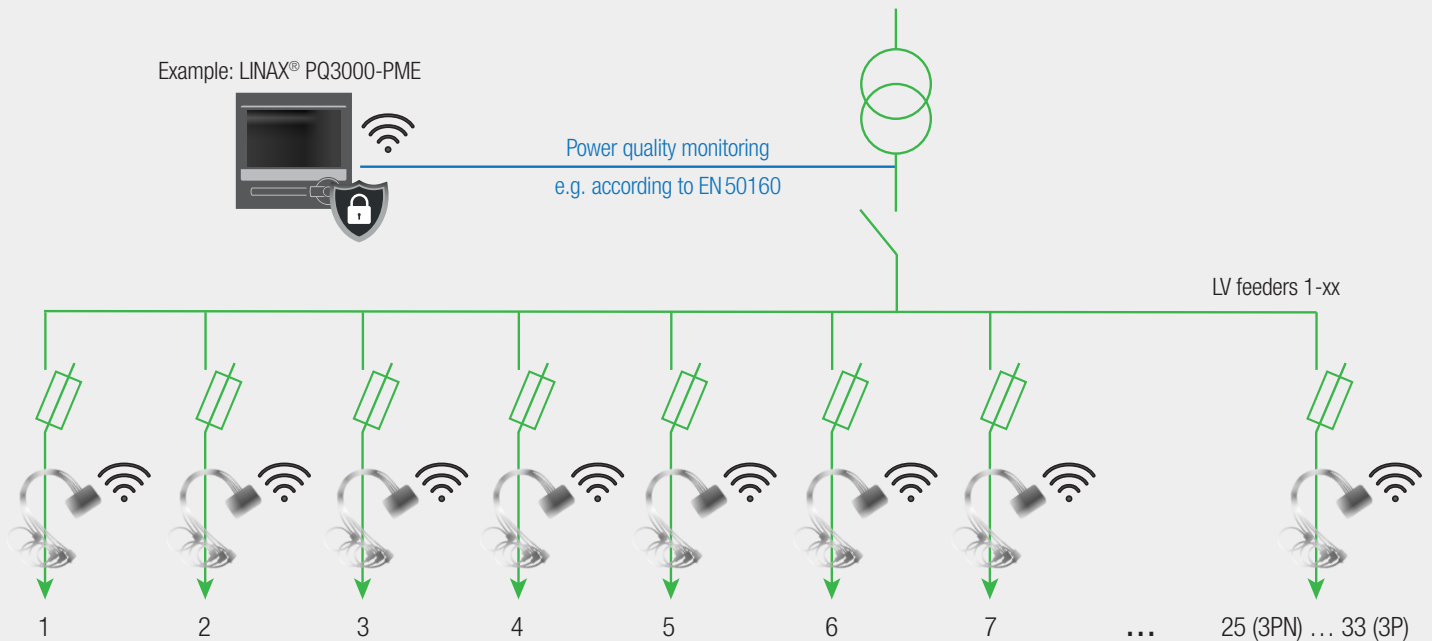 Example: LINAX® PQ3000-PME
Power quality monitoring
e.g. according to EN 50160
LV feeders 1-xx
1 2 3 4 5 6 7 ... 25 (3PN) … 33 (3P)